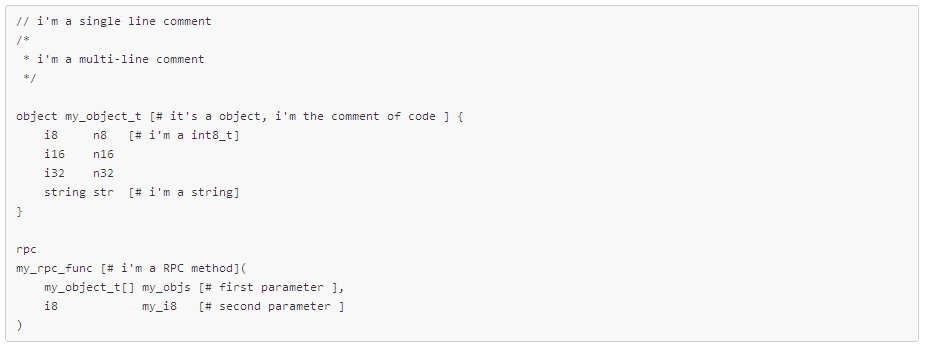 // i'm a single line comment
/*
 * i'm a multi-line comment
 */

object my_object_t [# it's a object, i'm the comment of code ] {
    i8     n8   [# i'm a int8_t]
    i16    n16
    i32    n32
    string str  [# i'm a string]
}

rpc
my_rpc_func [# i'm a RPC method](
    my_object_t[] my_objs [# first parameter ],
    i8            my_i8   [# second parameter ]
)